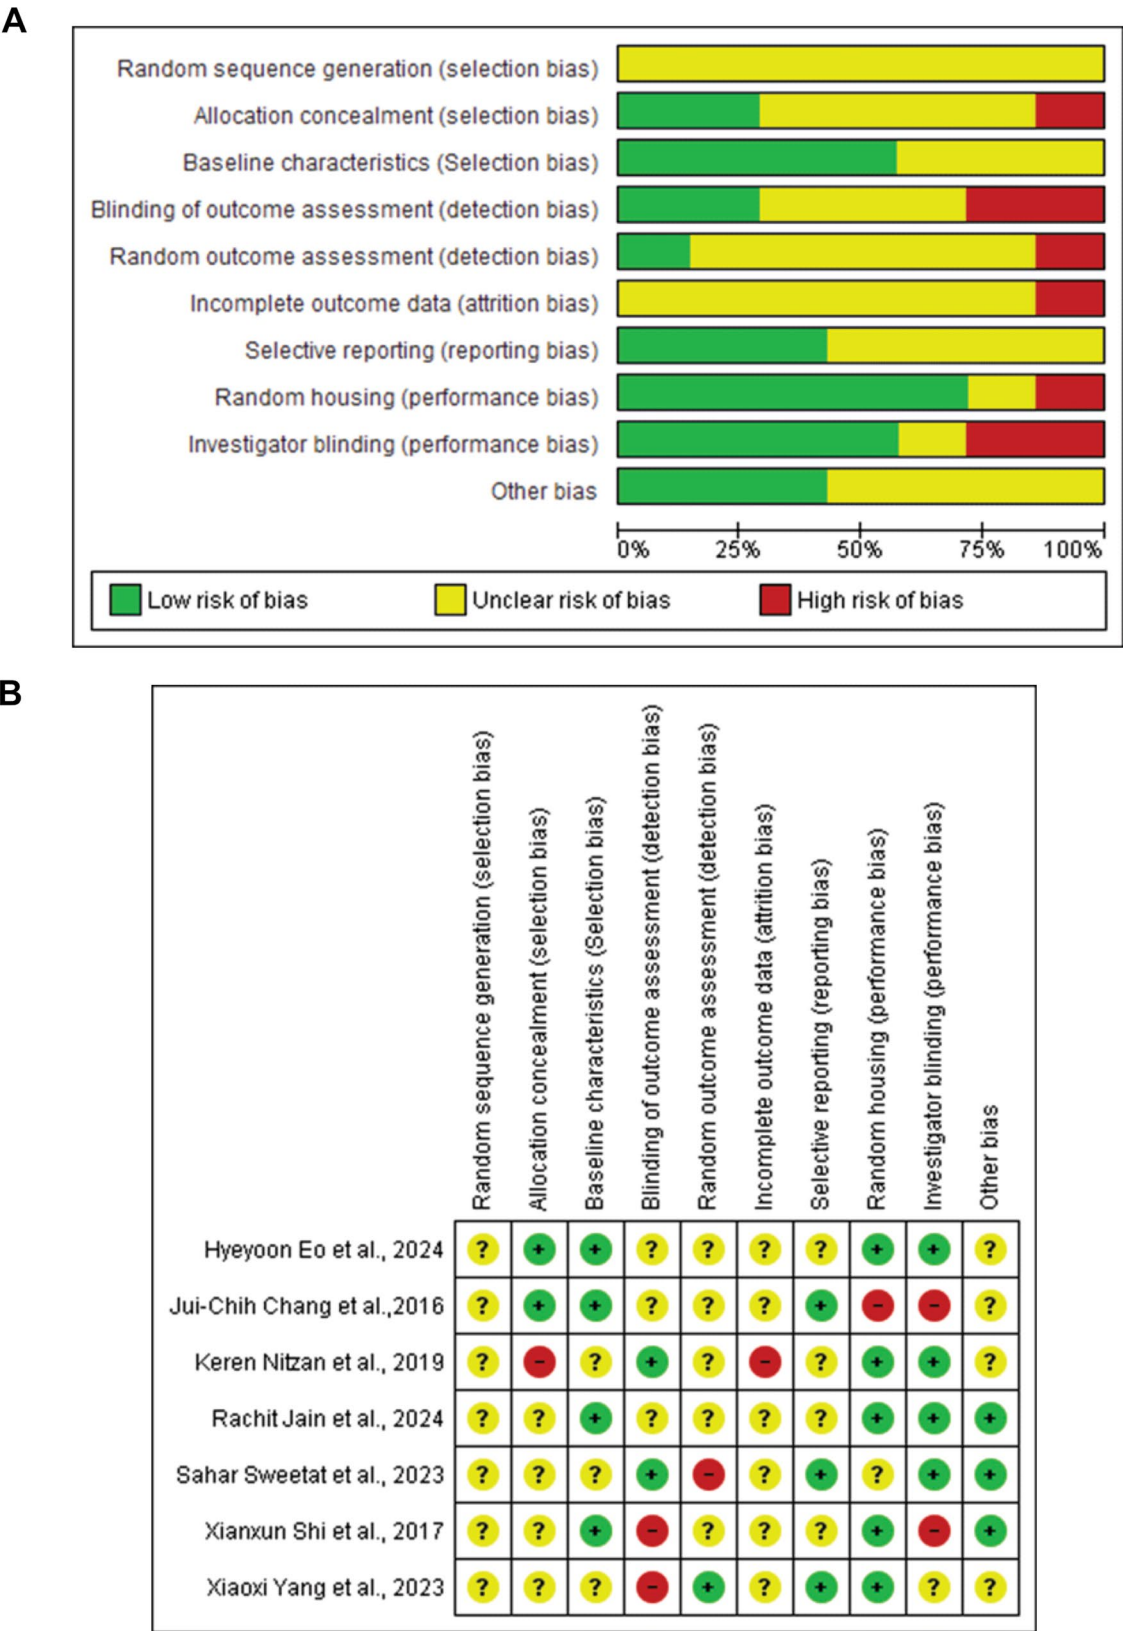 A
Random sequence generation (selection bias)
Allocation concealment (selection bias)
Baseline characteristics (Selection bias)
Blinding of outcome assessment (detection bias)
Random outcome assessment (detection bias)
Incomplete outcome data (attrition bias)
Selective reporting (reporting bias)
Random housing (performance bias)
Investigator blinding (performance bias)
Other bias
0% 25% 50% 75% 100%
Low risk of bias Unclear risk of bias High risk of bias
B
Random sequence generation (selection bias)
Allocation concealment (selection bias)
Baseline characteristics (Selection bias)
Blinding of outcome assessment (detection bias)
Random outcome assessment (detection bias)
Incomplete outcome data (attrition bias)
Selective reporting (reporting bias)
Random housing (performance bias)
Investigator blinding (performance bias)
Other bias
Hyeyoon Eo et al., 2024 ? + + ? ? ? ? + + ?
Jui-Chih Chang et al.,2016 ? + + ? ? ? + - - ?
Keren Nitzan et al., 2019 ? - ? + ? - ? + + ?
Rachit Jain et al., 2024 ? ? + ? ? ? ? + + +
Sahar Sweetat et al., 2023 ? ? ? + - ? + ? + +
Xianxun Shi et al., 2017 ? ? + - ? ? ? + - +
Xiaoxi Yang et al., 2023 ? ? ? - + ? + + ? ?